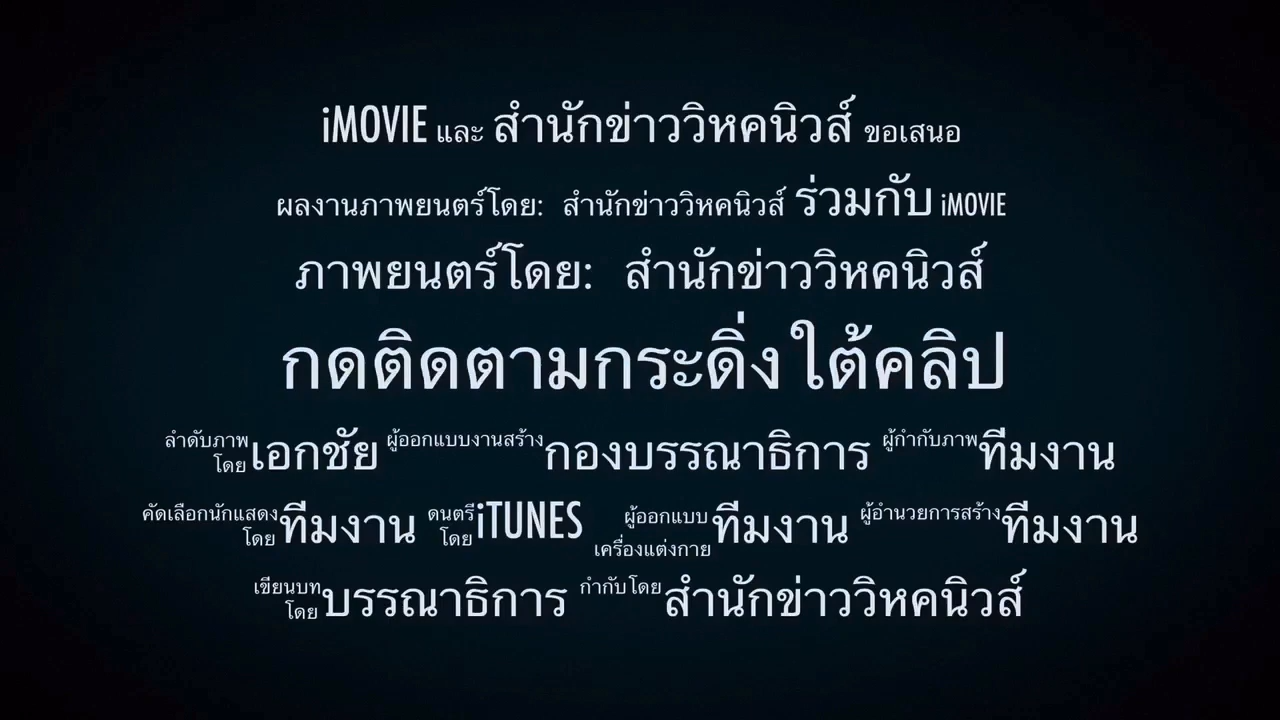 iMOVIE และ สำนักข่าววิหคนิวส์ ขอเสนอ
ผลงานภาพยนตร์โดย: สำนักข่าววิหคนิวส์ ร่วมกับ iMOVIE
ภาพยนตร์โดย: สำนักข่าววิหคนิวส์
กดติดตามกระดิ่ง ใต้คลิป
ลำดับภาพโดย เอกชัย ผู้ออกแบบงานสร้าง กองบรรณาธิการ ผู้กำกับภาพ ทีมงาน
คัดเลือกนักแสดงโดย ทีมงาน ดนตรีโดย iTUNES ผู้ออกแบบเครื่องแต่งกาย ทีมงาน ผู้อำนวยการสร้าง ทีมงาน
เขียนบทโดย บรรณาธิการ กำกับโดย สำนักข่าววิหคนิวส์